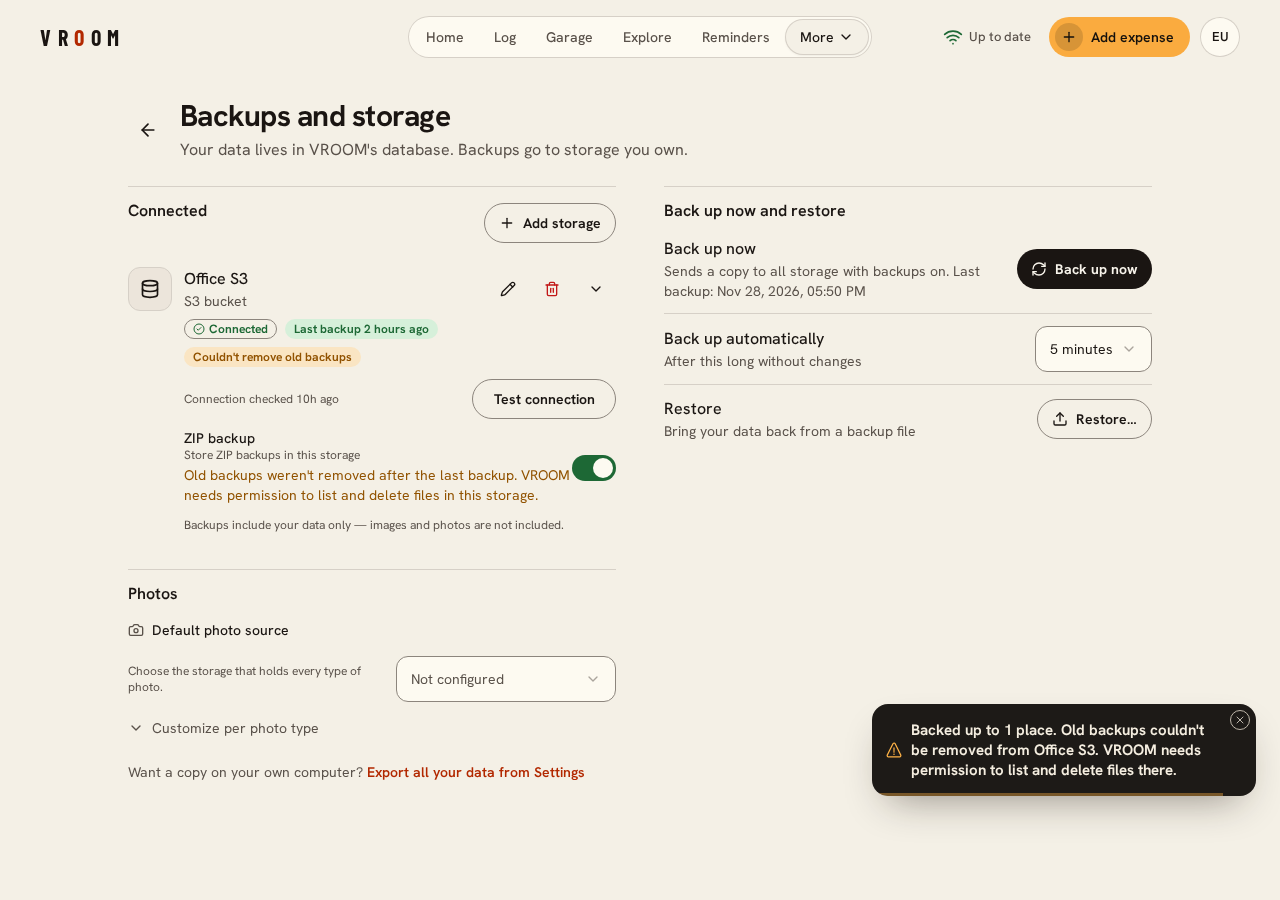 VROOM
Home
Log
Garage
Explore
Reminders
More
Up to date
Add expense
EU
Backups and storage
Your data lives in VROOM's database. Backups go to storage you own.
Connected
Add storage
Office S3
S3 bucket
Connected
Last backup 2 hours ago
Couldn't remove old backups
Connection checked 10h ago
Test connection
ZIP backup
Store ZIP backups in this storage
Old backups weren't removed after the last backup. VROOM
needs permission to list and delete files in this storage.
Backups include your data only — images and photos are not included.
Photos
Default photo source
Choose the storage that holds every type of
photo.
Not configured
Customize per photo type
Want a copy on your own computer? Export all your data from Settings
Back up now and restore
Back up now
Sends a copy to all storage with backups on. Last
backup: Nov 28, 2026, 05:50 PM
Back up now
Back up automatically
After this long without changes
5 minutes
Restore
Bring your data back from a backup file
Restore...
Backed up to 1 place. Old backups couldn't
be removed from Office S3. VROOM needs
permission to list and delete files there.